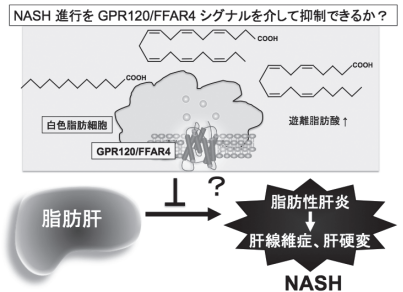 NASH 進行を GPR120/FFAR4 シグナルを介して抑制できるか？
COOH
COOH
COOH
白色脂肪細胞
遊離脂肪酸↑
GPR120/FFAR4
？
脂肪肝
脂肪性肝炎
↓
肝線維症、肝硬変
NASH